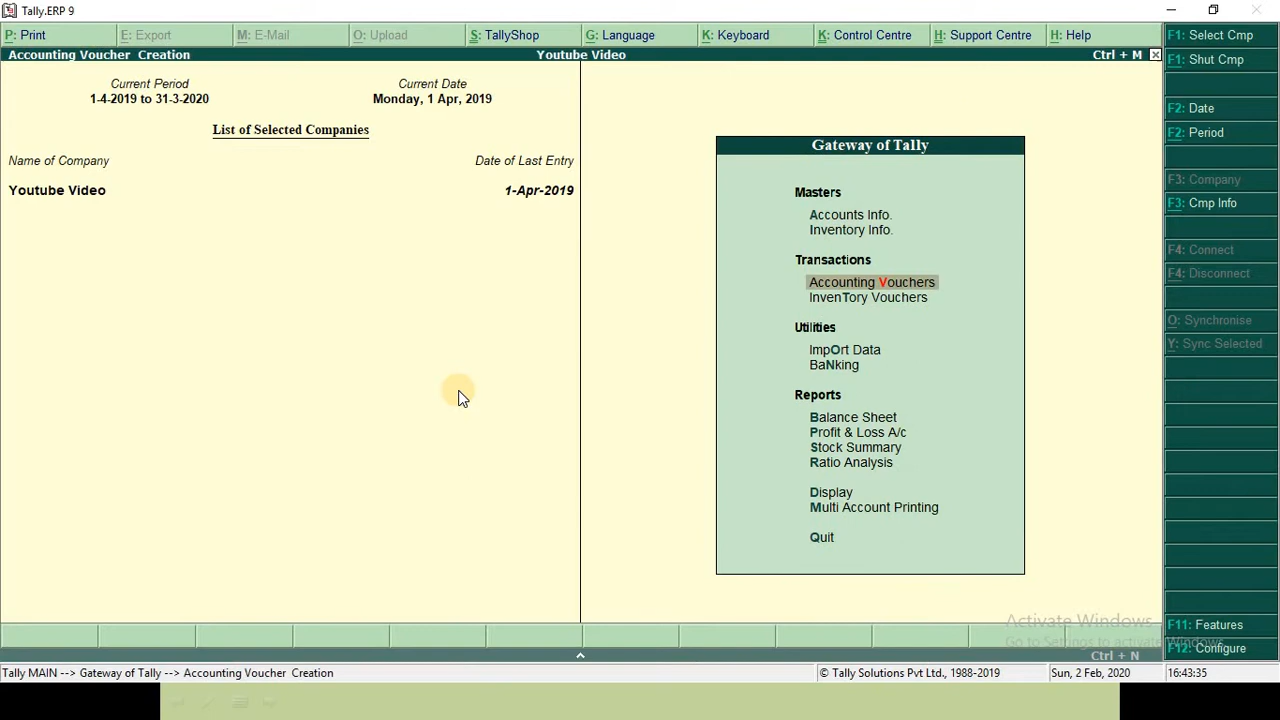 Tally.ERP 9
P: Print
E: Export
M: E-Mail
O: Upload
S: TallyShop
G: Language
K: Keyboard
K: Control Centre
H: Support Centre
H: Help
Accounting Voucher Creation
Youtube Video
Ctrl + M
Current Period
1-4-2019 to 31-3-2020
Current Date
Monday, 1 Apr, 2019
List of Selected Companies
Name of Company
Date of Last Entry
Youtube Video
1-Apr-2019
Gateway of Tally
Masters
Accounts Info.
Inventory Info.
Transactions
Accounting Vouchers
InvenTory Vouchers
Utilities
ImpOrt Data
BaNking
Reports
Balance Sheet
Profit & Loss A/c
Stock Summary
Ratio Analysis
Display
Multi Account Printing
Quit
F1: Select Cmp
F1: Shut Cmp
F2: Date
F2: Period
F3: Company
F3: Cmp Info
F4: Connect
F4: Disconnect
O: Synchronise
Y: Sync Selected
F11: Features
F12: Configure
Activate Windows
Go to Settings to activate Windows.
Ctrl + N
Tally MAIN --> Gateway of Tally --> Accounting Voucher Creation
© Tally Solutions Pvt Ltd., 1988-2019
Sun, 2 Feb, 2020
16:43:35